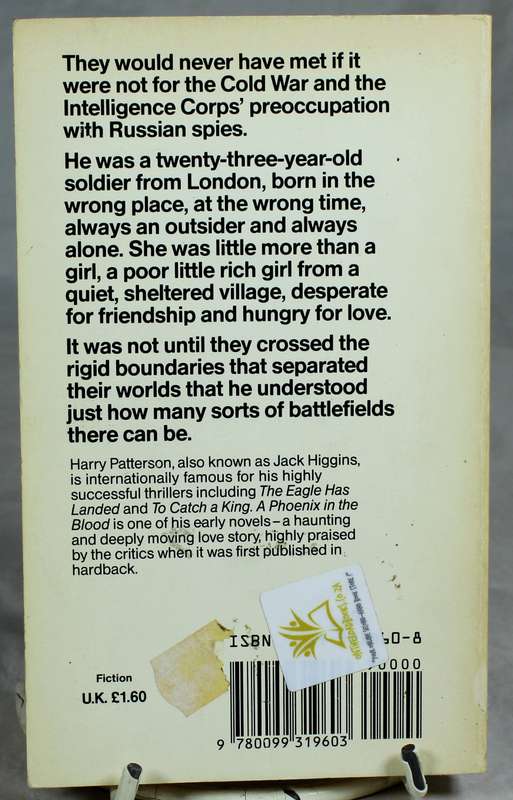 They would never have met if it
were not for the Cold War and the
Intelligence Corps' preoccupation
with Russian spies.
He was a twenty-three-year-old
soldier from London, born in the
wrong place, at the wrong time,
always an outsider and always
alone. She was little more than a
girl, a poor little rich girl from a
quiet, sheltered village, desperate
for friendship and hungry for love.
It was not until they crossed the
rigid boundaries that separated
their worlds that he understood
just how many sorts of battlefields
there can be.
Harry Patterson, also known as Jack Higgins,
is internationally famous for his highly
successful thrillers including The Eagle Has
Landed and To Catch a King. A Phoenix in the
Blood is one of his early novels – a haunting
and deeply moving love story, highly praised
by the critics when it was first published in
hardback.
ISBN 60-8
0000
Fiction
U.K. £1.60
9 780099 319603